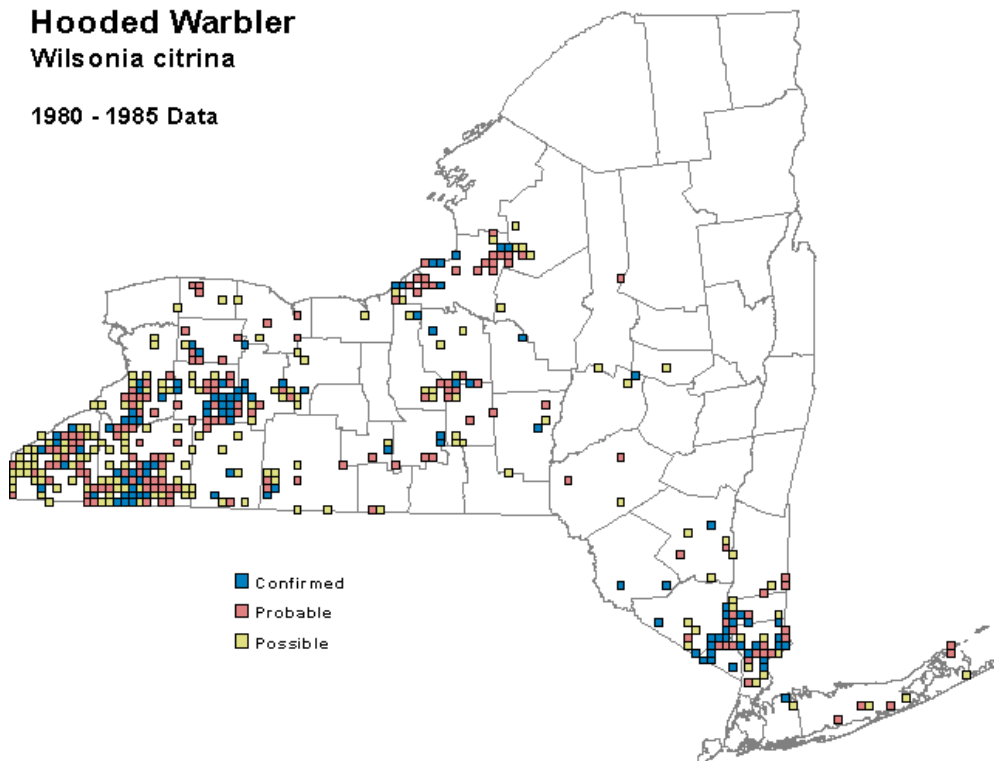 Hooded Warbler
Wilsonia citrina
1980 - 1985 Data
Confirmed
Probable
Possible